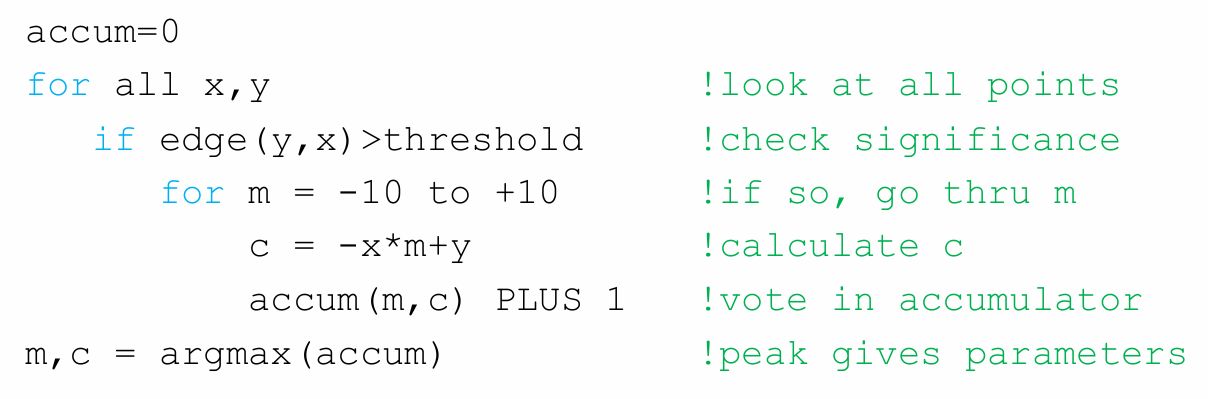 accum=0
for all x,y !look at all points
if edge(y,x)>threshold !check significance
for m = -10 to +10 !if so, go thru m
c = -x*m+y !calculate c
accum(m,c) PLUS 1 !vote in accumulator
m,c = argmax(accum) !peak gives parameters